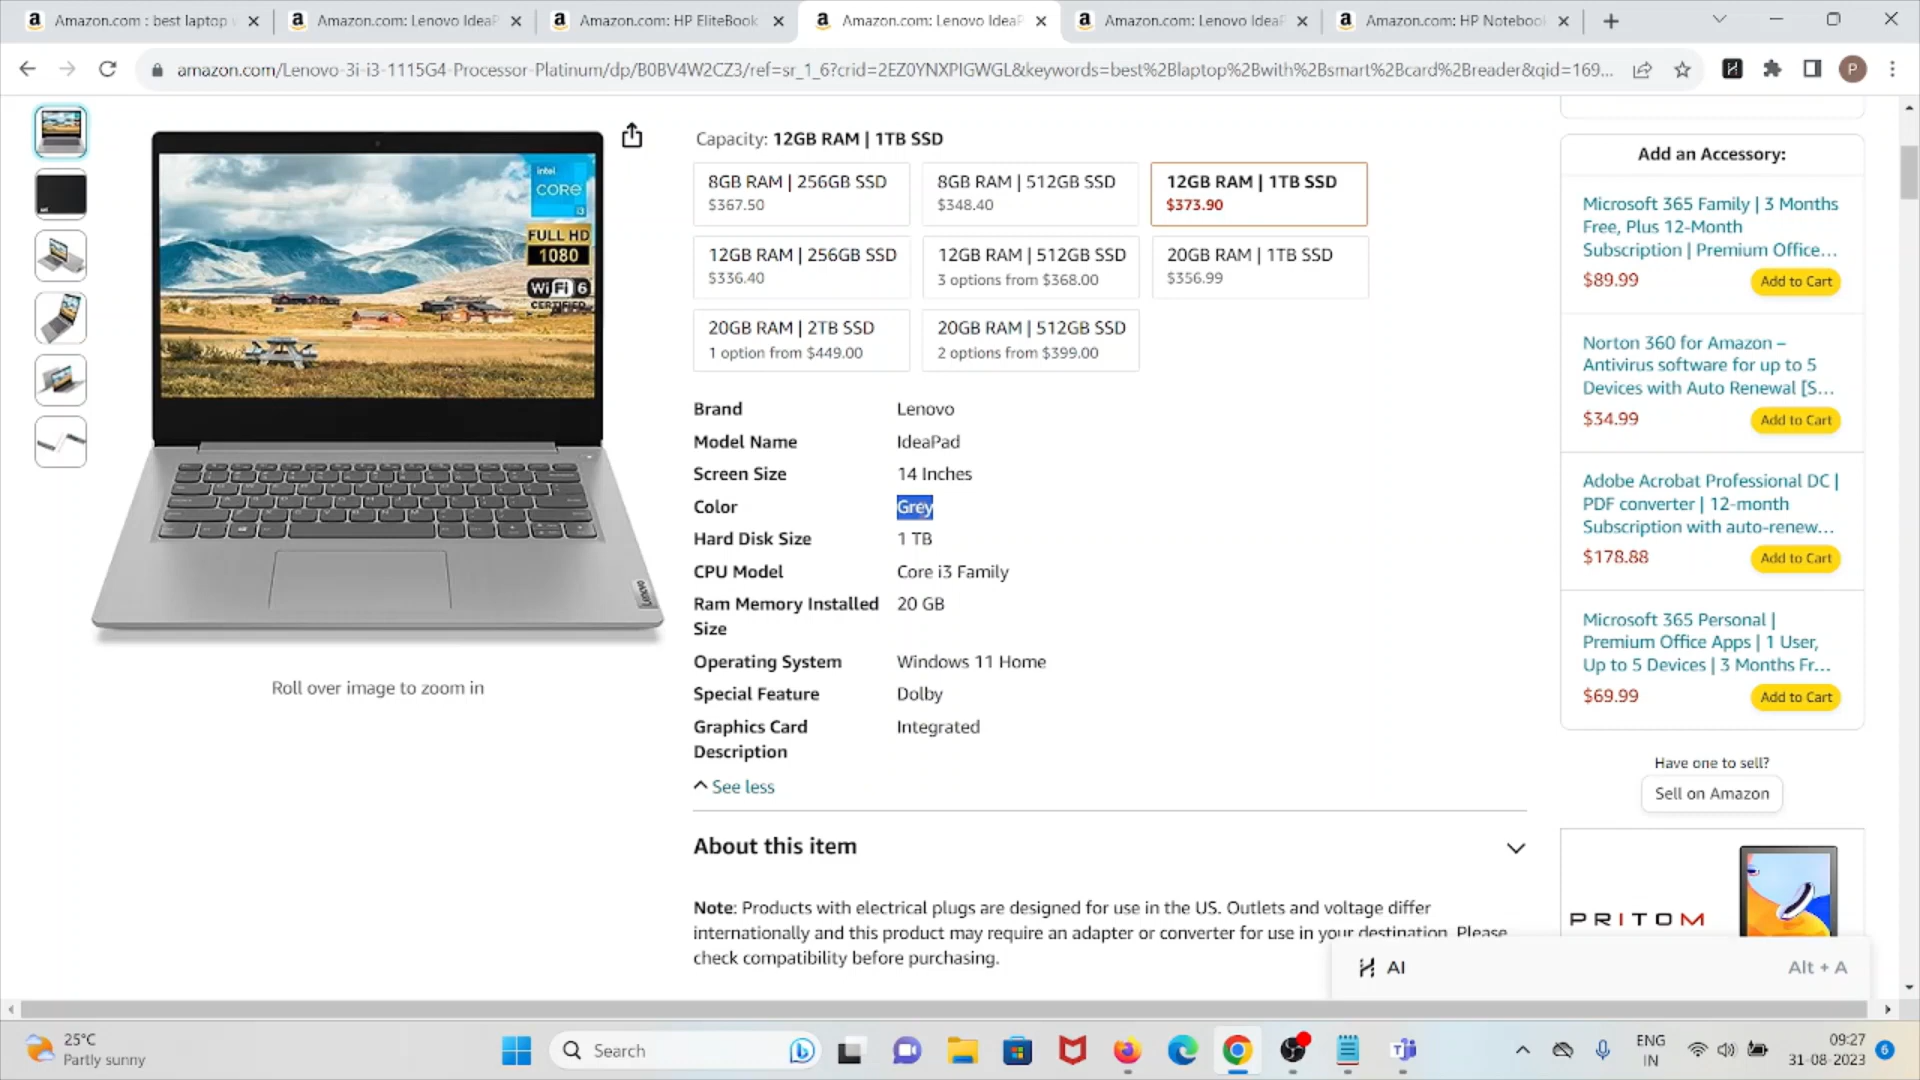 Amazon.com : best laptop w
Amazon.com: Lenovo IdeaP
Amazon.com: HP EliteBook
Amazon.com: Lenovo IdeaP
Amazon.com: Lenovo IdeaP
Amazon.com: HP Notebook
amazon.com/Lenovo-3i-i3-1115G4-Processor-Platinum/dp/B0BV4W2CZ3/ref=sr_1_6?crid=2EZ0YNXPIGWGL&keywords=best%2Blaptop%2Bwith%2Bsmart%2Bcard%2Breader&qid=169...
P
intel
CORE
i3
FULL HD
1080
WiFi 6
CERTIFIED
Lenovo
Roll over image to zoom in
Capacity: 12GB RAM | 1TB SSD
8GB RAM | 256GB SSD
$367.50
8GB RAM | 512GB SSD
$348.40
12GB RAM | 1TB SSD
$373.90
12GB RAM | 256GB SSD
$336.40
12GB RAM | 512GB SSD
3 options from $368.00
20GB RAM | 1TB SSD
$356.99
20GB RAM | 2TB SSD
1 option from $449.00
20GB RAM | 512GB SSD
2 options from $399.00
Brand Lenovo
Model Name IdeaPad
Screen Size 14 Inches
Color Grey
Hard Disk Size 1 TB
CPU Model Core i3 Family
Ram Memory Installed 20 GB
Size
Operating System Windows 11 Home
Special Feature Dolby
Graphics Card Integrated
Description
See less
About this item
Note: Products with electrical plugs are designed for use in the US. Outlets and voltage differ
internationally and this product may require an adapter or converter for use in your destination. Please
check compatibility before purchasing.
Add an Accessory:
Microsoft 365 Family | 3 Months
Free, Plus 12-Month
Subscription | Premium Office...
$89.99 Add to Cart
Norton 360 for Amazon –
Antivirus software for up to 5
Devices with Auto Renewal [S...
$34.99 Add to Cart
Adobe Acrobat Professional DC |
PDF converter | 12-month
Subscription with auto-renew...
$178.88 Add to Cart
Microsoft 365 Personal |
Premium Office Apps | 1 User,
Up to 5 Devices | 3 Months Fr...
$69.99 Add to Cart
Have one to sell?
Sell on Amazon
PRITOM
AI Alt + A
25°C
Partly sunny
Search
ENG
IN
09:27
31-08-2023
6